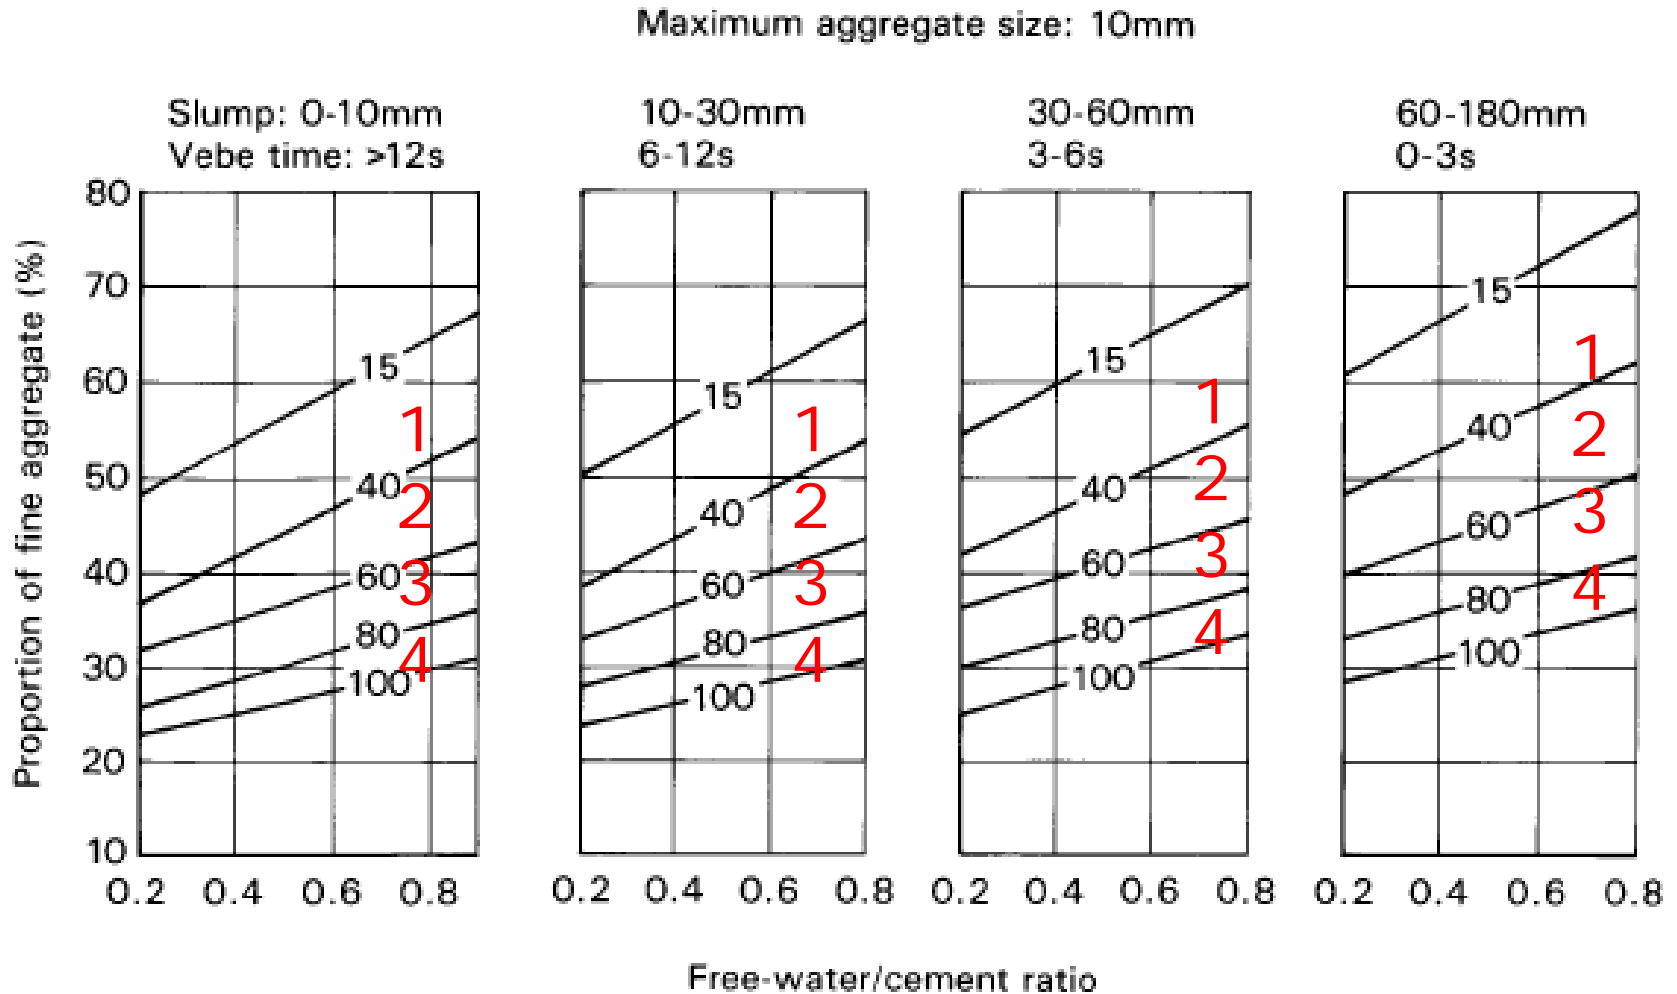 Maximum aggregate size: 10mm
Slump: 0-10mm
Vebe time: >12s
10-30mm
6-12s
30-60mm
3-6s
60-180mm
0-3s
Proportion of fine aggregate (%)
80
70
60
50
40
30
20
10
15
1
40
2
60
3
80
4
100
0.2 0.4 0.6 0.8
15
1
40
2
60
3
80
4
100
0.2 0.4 0.6 0.8
15
1
40
2
60
3
80
4
100
0.2 0.4 0.6 0.8
15
1
40
2
60
3
80
4
100
0.2 0.4 0.6 0.8
Free-water/cement ratio